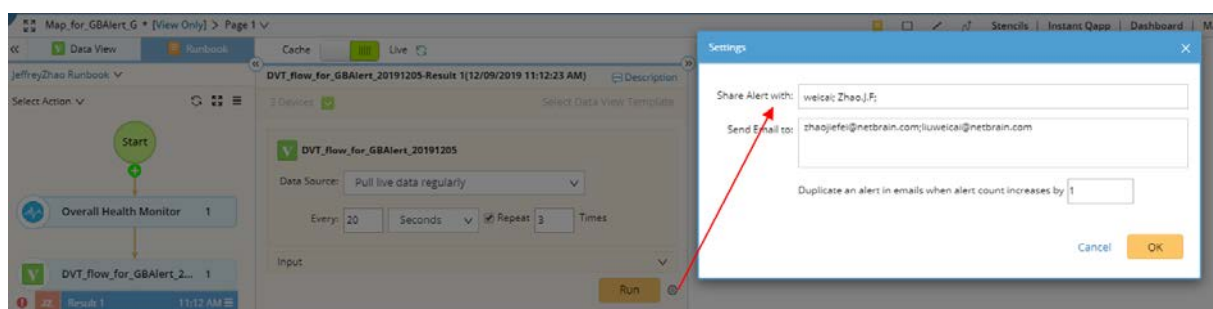 Map_for_GBAlert_G * [View Only] > Page 1
Stencils | Instant Qapp | Dashboard | M
Data View
Runbook
Cache
Live
JeffreyZhao Runbook
DVT_flow_for_GBAlert_20191205-Result 1(12/09/2019 11:12:23 AM)
Description
Select Action
3 Devices
Select Data View Template
Start
DVT_flow_for_GBAlert_20191205
Data Source: Pull live data regularly
Overall Health Monitor 1
Every: 20 Seconds Repeat 3 Times
Input
DVT_flow_for_GBAlert_2... 1
Run
JZ Result 1 11:12 AM
Settings
Share Alert with: weicai; Zhao.J.F;
Send Email to: zhaojiefei@netbrain.com;liuweicai@netbrain.com
Duplicate an alert in emails when alert count increases by 1
Cancel OK